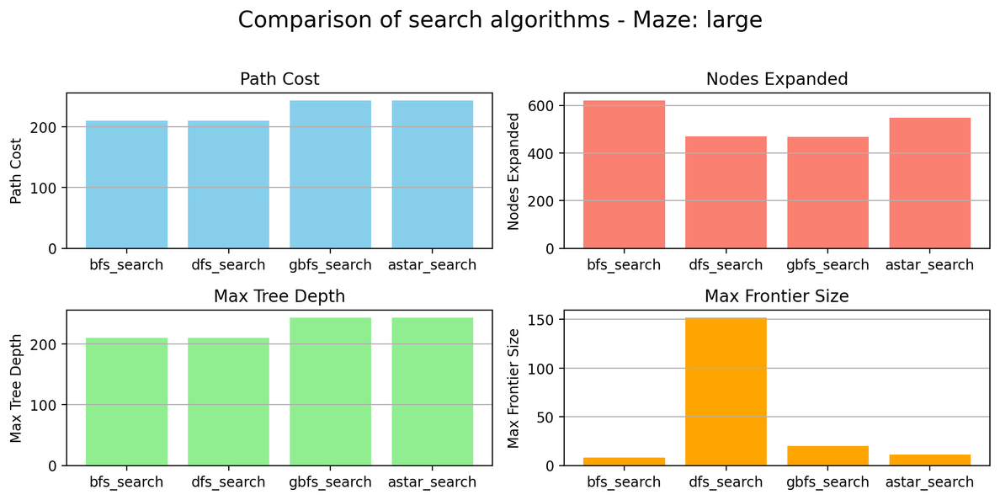 Comparison of search algorithms - Maze: large
Path Cost
Path Cost
200
100
0
bfs_search dfs_search gbfs_search astar_search
Nodes Expanded
Nodes Expanded
600
400
200
0
bfs_search dfs_search gbfs_search astar_search
Max Tree Depth
Max Tree Depth
200
100
0
bfs_search dfs_search gbfs_search astar_search
Max Frontier Size
Max Frontier Size
150
100
50
0
bfs_search dfs_search gbfs_search astar_search